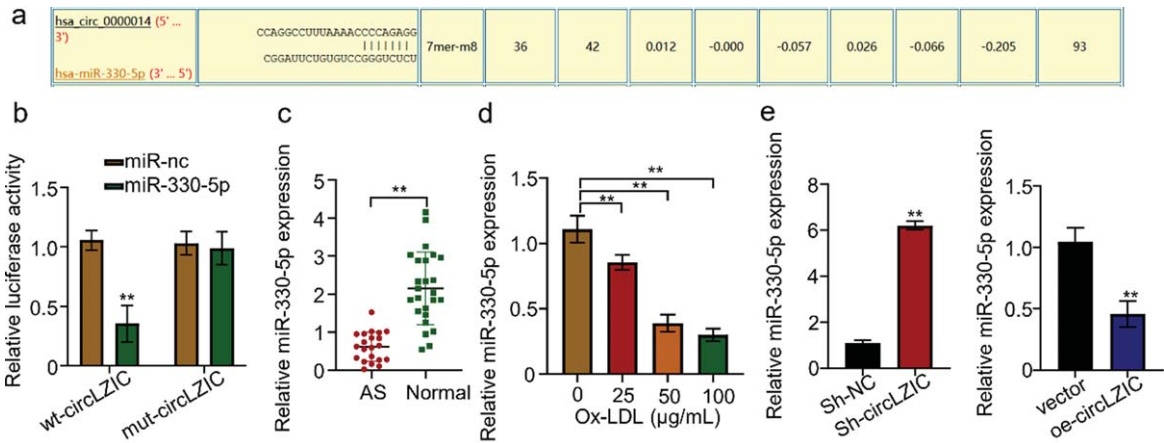 a
hsa_circ_0000014 (5' ...
3')
CCAGGCCUUUAAAACCCCAGAGG
7mer-m8 36 42 0.012 -0.000 -0.057 0.026 -0.066 -0.205 93
CGGAUUCUGUGUCCGGGUCUCU
hsa-miR-330-5p (3' ... 5')
b
miR-nc
miR-330-5p
Relative luciferase activity
1.5
1.0
0.5
0.0
**
wt-circLZIC
mut-circLZIC
c
Relative miR-330-5p expression
5
4
3
2
1
0
**
AS Normal
d
Relative miR-330-5p expression
1.5
1.0
0.5
0.0
**
**
**
0 25 50 100
Ox-LDL (µg/mL)
e
Relative miR-330-5p expression
8
6
4
2
0
**
Sh-NC
Sh-circLZIC
Relative miR-330-5p expression
1.5
1.0
0.5
0.0
**
vector
oe-circLZIC